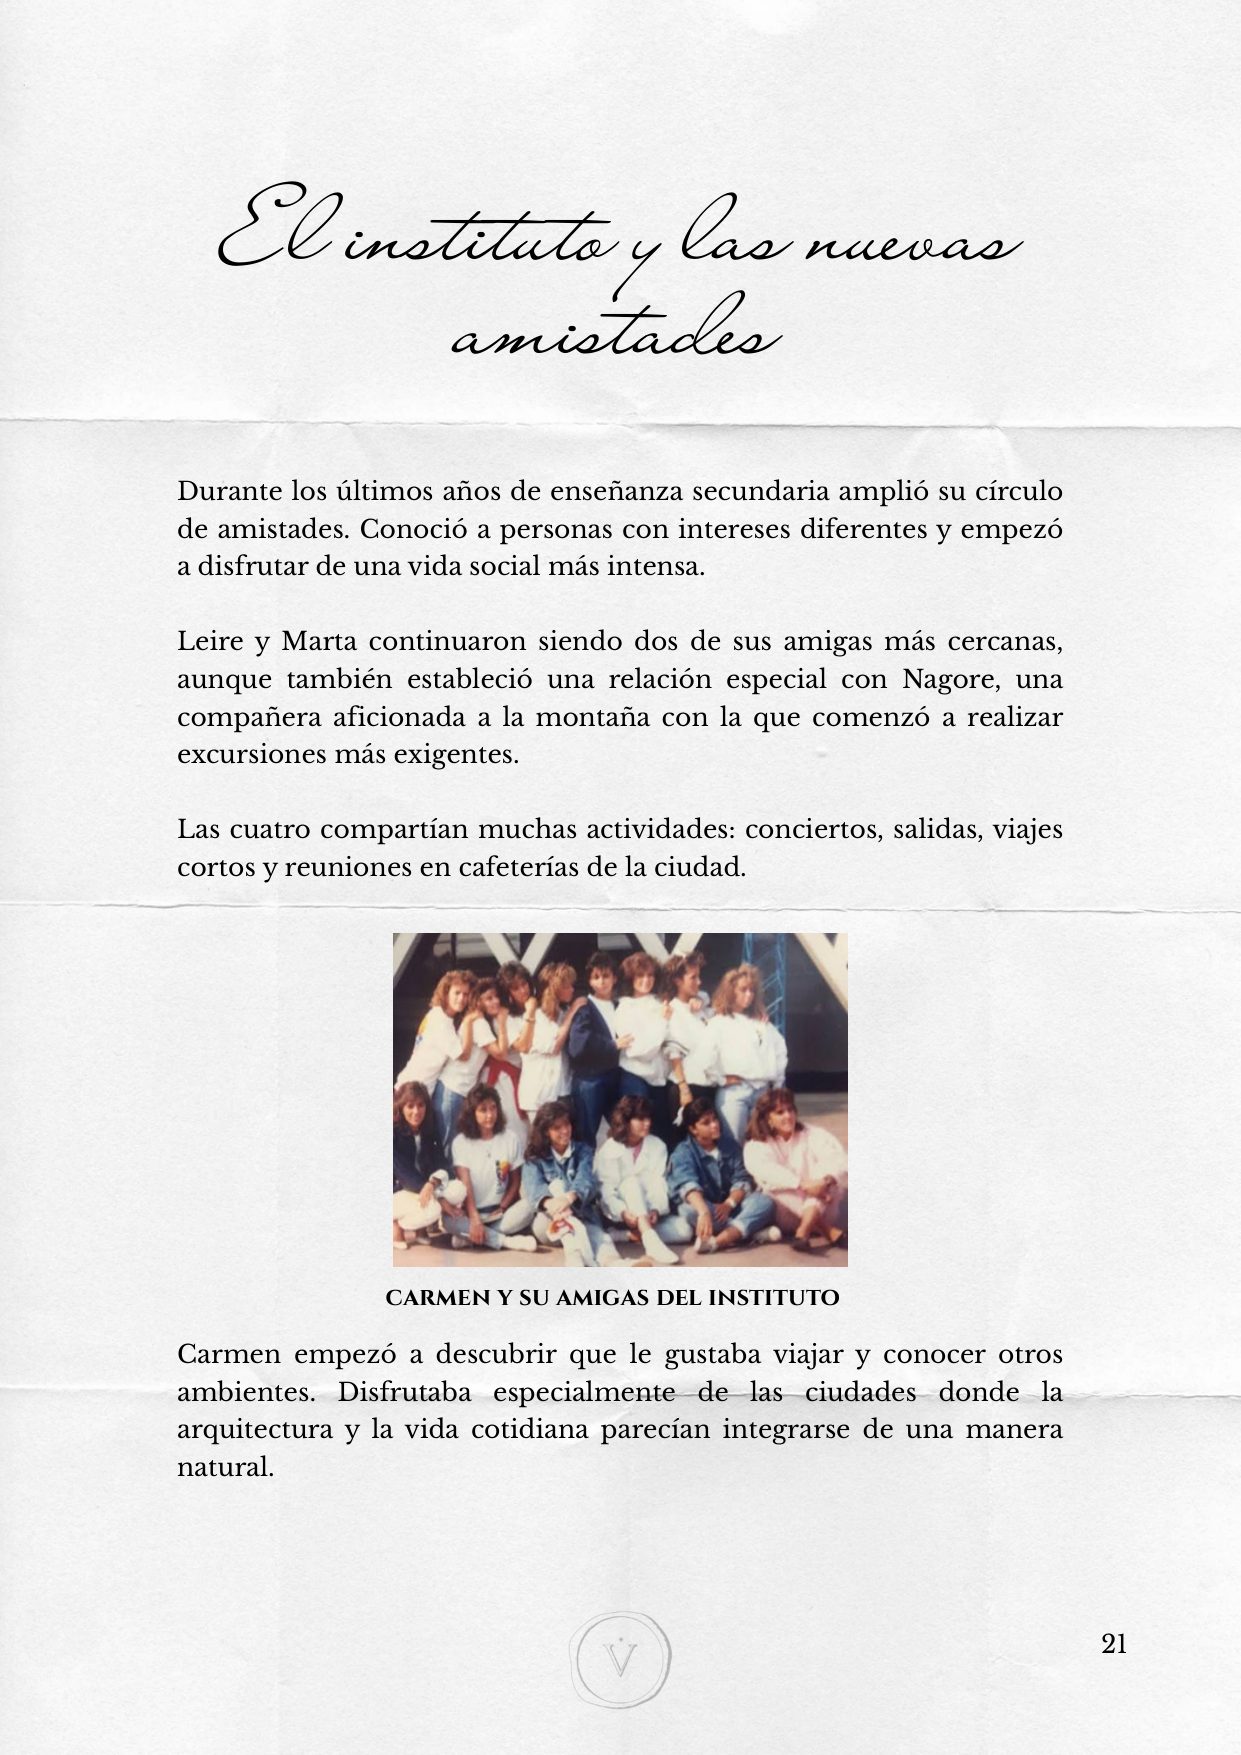 El instituto y las nuevas
amistades
Durante los últimos años de enseñanza secundaria amplió su círculo
de amistades. Conoció a personas con intereses diferentes y empezó
a disfrutar de una vida social más intensa.
Leire y Marta continuaron siendo dos de sus amigas más cercanas,
aunque también estableció una relación especial con Nagore, una
compañera aficionada a la montaña con la que comenzó a realizar
excursiones más exigentes.
Las cuatro compartían muchas actividades: conciertos, salidas, viajes
cortos y reuniones en cafeterías de la ciudad.
CARMEN Y SU AMIGAS DEL INSTITUTO
Carmen empezó a descubrir que le gustaba viajar y conocer otros
ambientes. Disfrutaba especialmente de las ciudades donde la
arquitectura y la vida cotidiana parecían integrarse de una manera
natural.
V
21